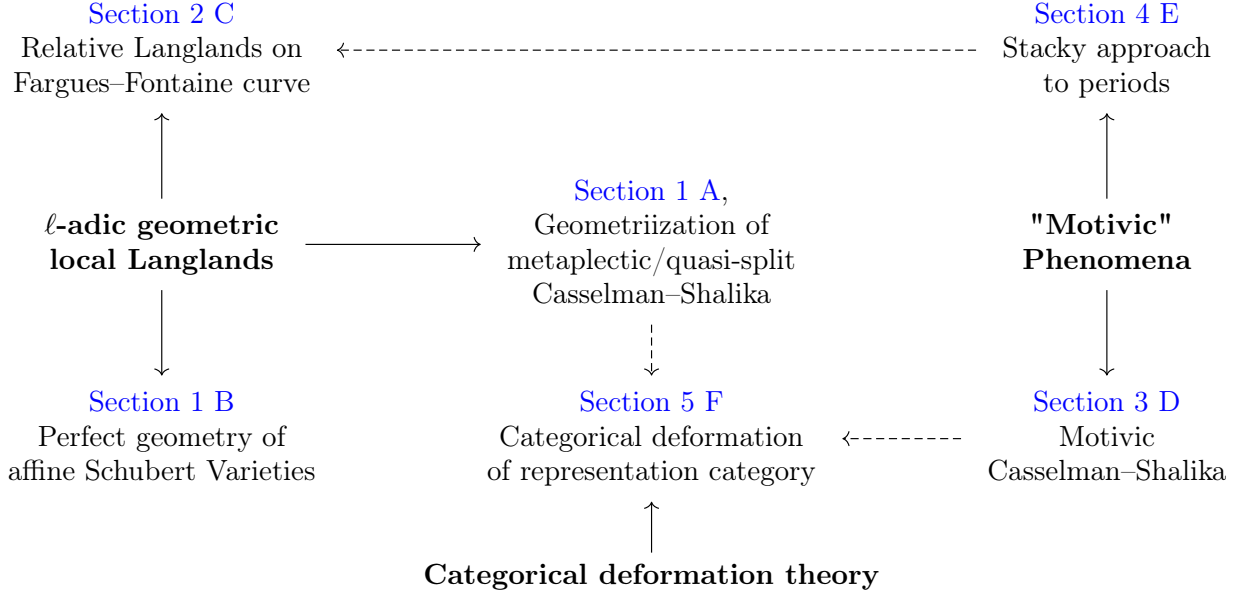 Section 2 C
Relative Langlands on
Fargues–Fontaine curve
Section 4 E
Stacky approach
to periods
ℓ-adic geometric
local Langlands
Section 1 A,
Geometriization of
metaplectic/quasi-split
Casselman–Shalika
"Motivic"
Phenomena
Section 1 B
Perfect geometry of
affine Schubert Varieties
Section 5 F
Categorical deformation
of representation category
Section 3 D
Motivic
Casselman–Shalika
Categorical deformation theory